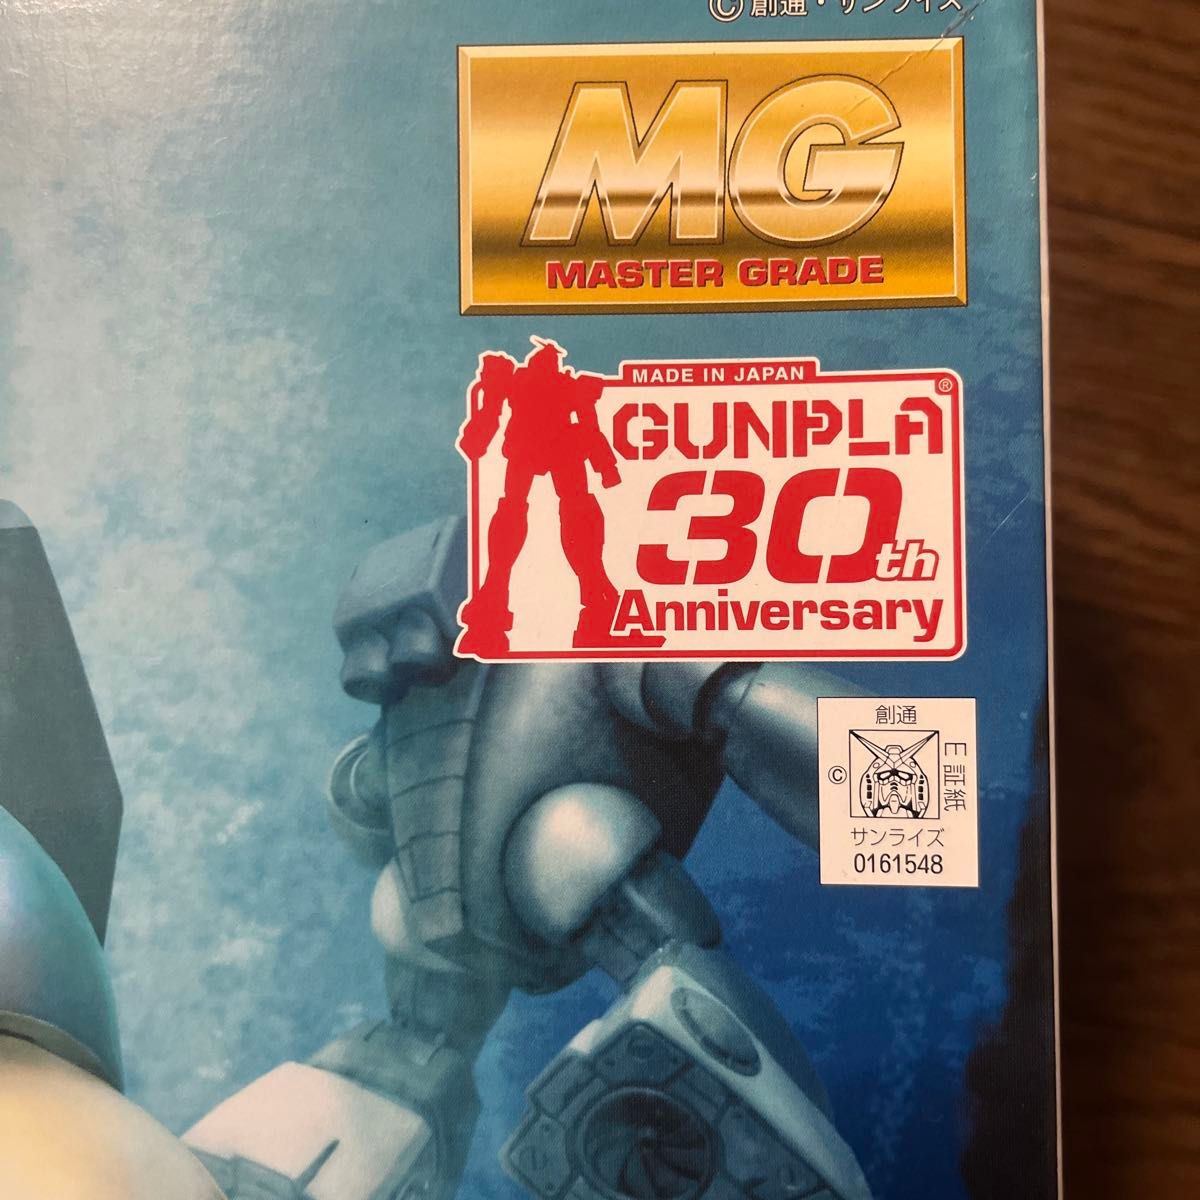 © 創通・サンライズ
MG
MASTER GRADE
MADE IN JAPAN
GUNPLA®
30th
Anniversary
創通
E証紙
©
サンライズ
0161548